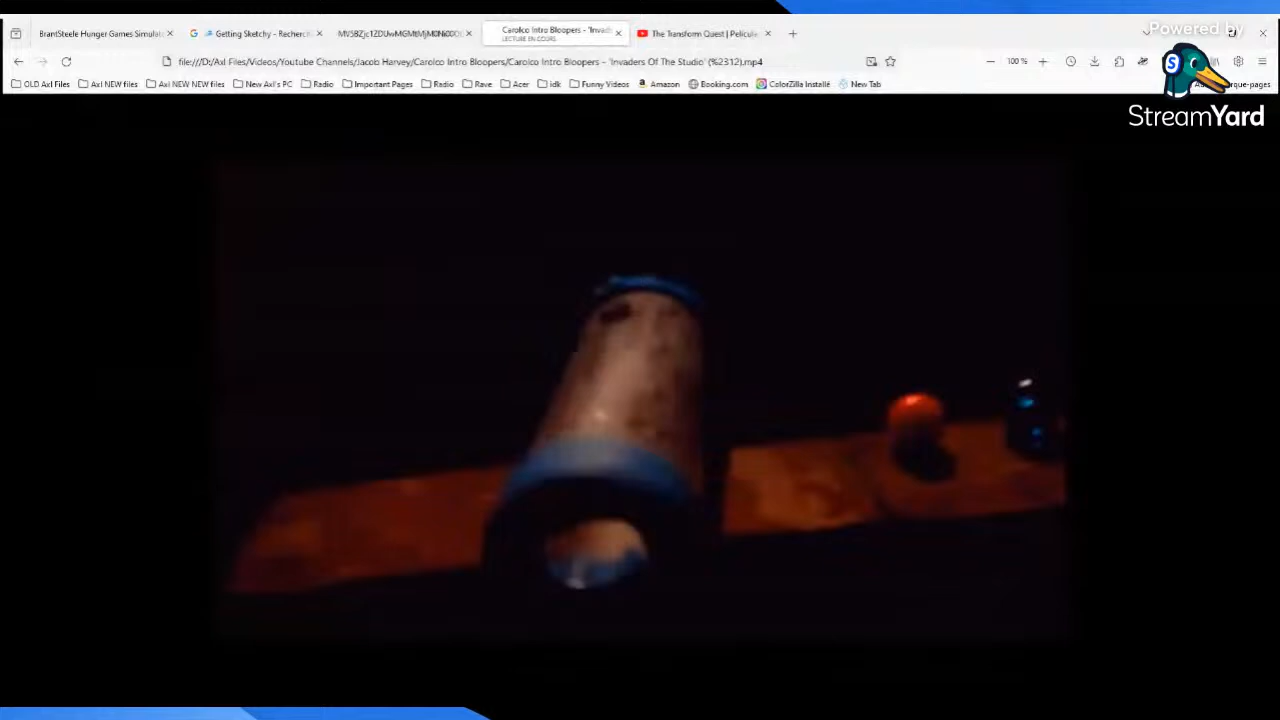 BrantSteele Hunger Games Simulat
Getting Sketchy - Recherc
Carolco Intro Bloopers - 'Invad
LECTURE EN COURS
The Transform Quest | Pelicula
Powered by
file:///D:/Axl Files/Videos/Youtube Channels/Jacob Harvey/Carolco Intro Bloopers/Carolco Intro Bloopers - 'Invaders Of The Studio' (%2312).mp4
100 %
OLD Axl Files
Axl NEW files
Axl NEW NEW files
New Axl's PC
Radio
Important Pages
Radio
Rave
Acer
idk
Funny Videos
Amazon
Booking.com
ColorZilla Installé
New Tab
StreamYard